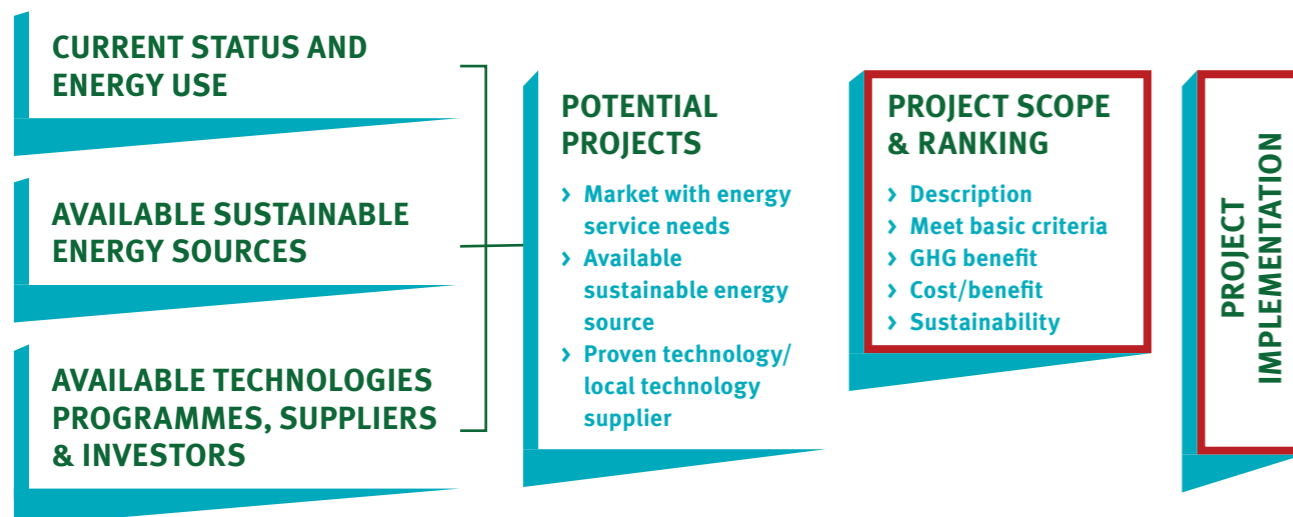 CURRENT STATUS AND
ENERGY USE
AVAILABLE SUSTAINABLE
ENERGY SOURCES
AVAILABLE TECHNOLOGIES
PROGRAMMES, SUPPLIERS
& INVESTORS
POTENTIAL
PROJECTS
› Market with energy
service needs
› Available
sustainable energy
source
› Proven technology/
local technology
supplier
PROJECT SCOPE
& RANKING
› Description
› Meet basic criteria
› GHG benefit
› Cost/benefit
› Sustainability
PROJECT
IMPLEMENTATION